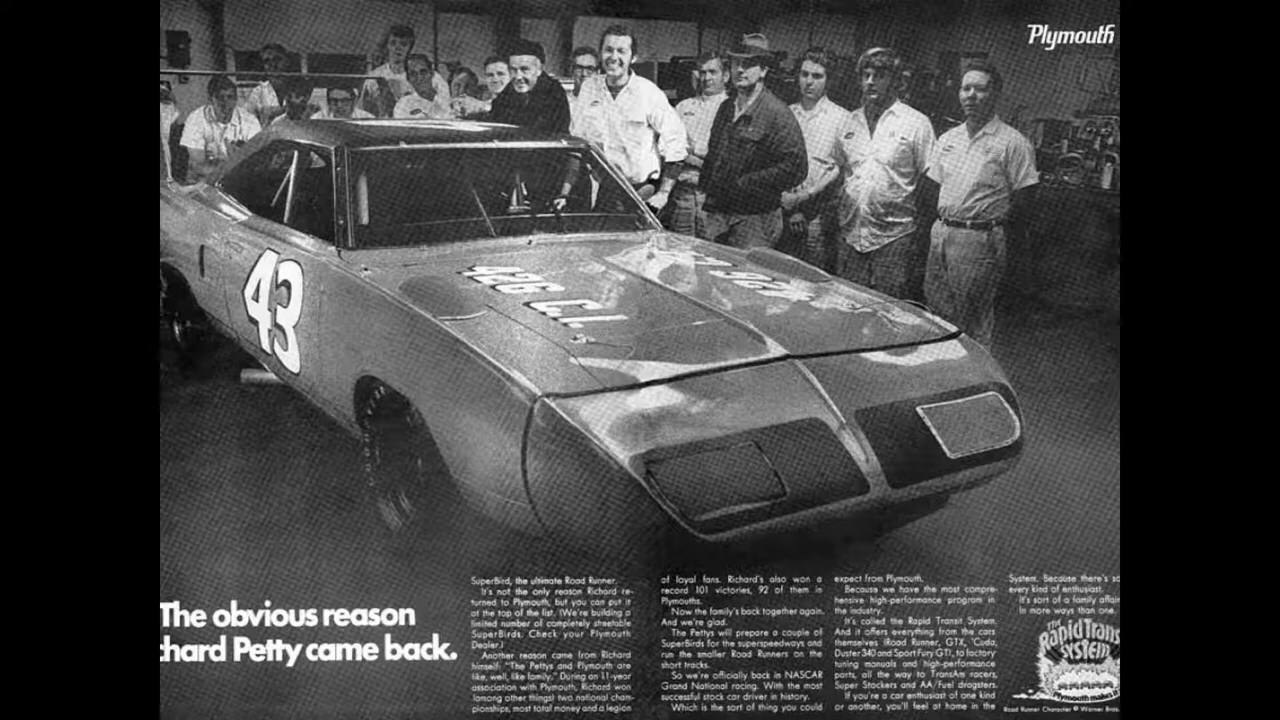 Plymouth
43
426 C.I.
The obvious reason
chard Petty came back.
SuperBird, the ultimate Road Runner.
It's not the only reason Richard re-
turned to Plymouth, but you can put it
at the top of the list. (We're building a
limited number of completely streetable
SuperBirds. Check your Plymouth
Dealer.)
Another reason came from Richard
himself: "The Pettys and Plymouth are
like, well, like family." During an 11-year
association with Plymouth, Richard won
(among other things) two national cham-
pionships, most total money and a legion
of loyal fans. Richard's also won a
record 101 victories, 92 of them in
Plymouths.
Now the family's back together again.
And we're glad.
The Pettys will prepare a couple of
SuperBirds for the superspeedways and
run the smaller Road Runners on the
short tracks.
So we're officially back in NASCAR
Grand National racing. With the most
successful stock car driver in history.
Which is the sort of thing you could
expect from Plymouth.
Because we have the most compre-
hensive high-performance program in
the industry.
It's called the Rapid Transit System.
And it offers everything from the cars
themselves (Road Runner, GTX, 'Cuda,
Duster 340 and Sport Fury GT), to factory
tuning manuals and high-performance
parts, all the way to TransAm racers,
Super Stockers and AA/Fuel dragsters.
If you're a car enthusiast of one kind
or another, you'll feel at home in the
System. Because there's so
every kind of enthusiast.
It's sort of a family affair
In more ways than one.
THE
Rapid Trans
SYSTEM
Plymouth makes it
Road Runner Character © Warner Bros.